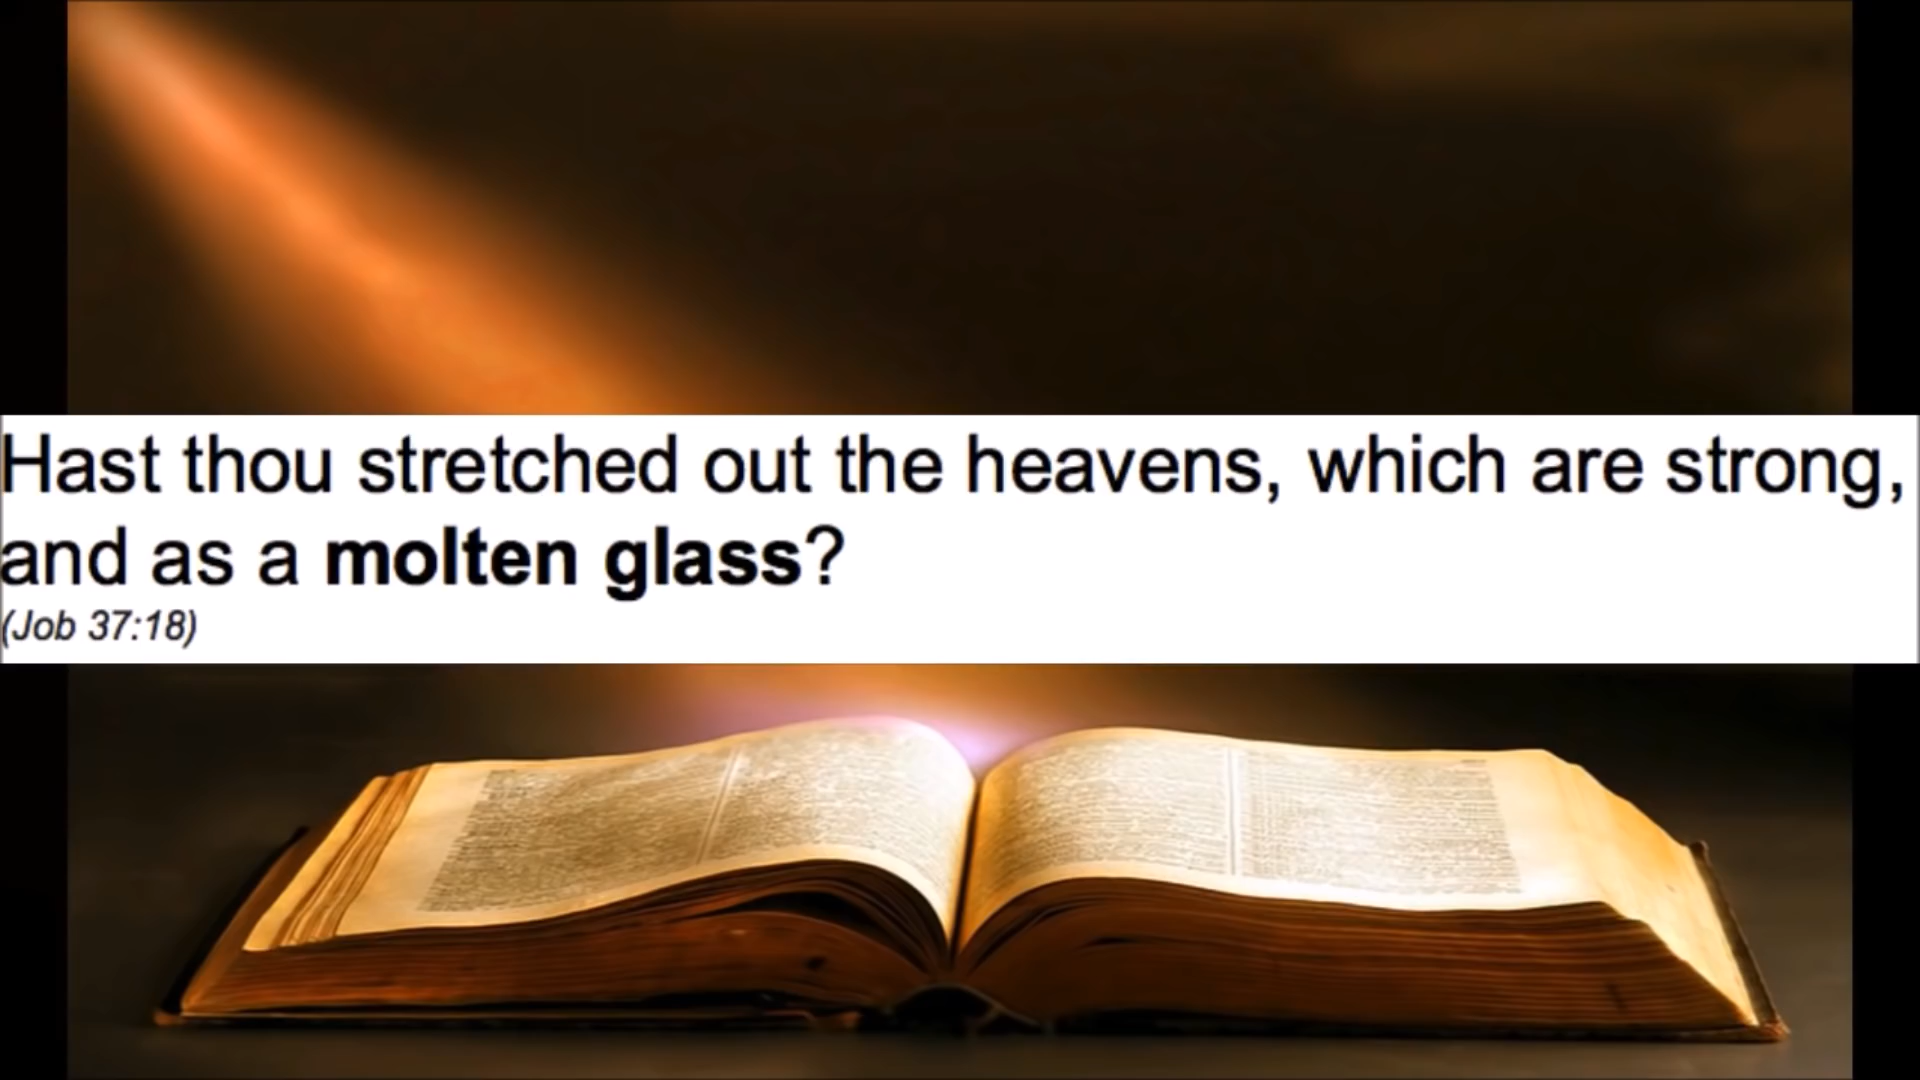 Hast thou stretched out the heavens, which are strong,
and as a molten glass?
(Job 37:18)